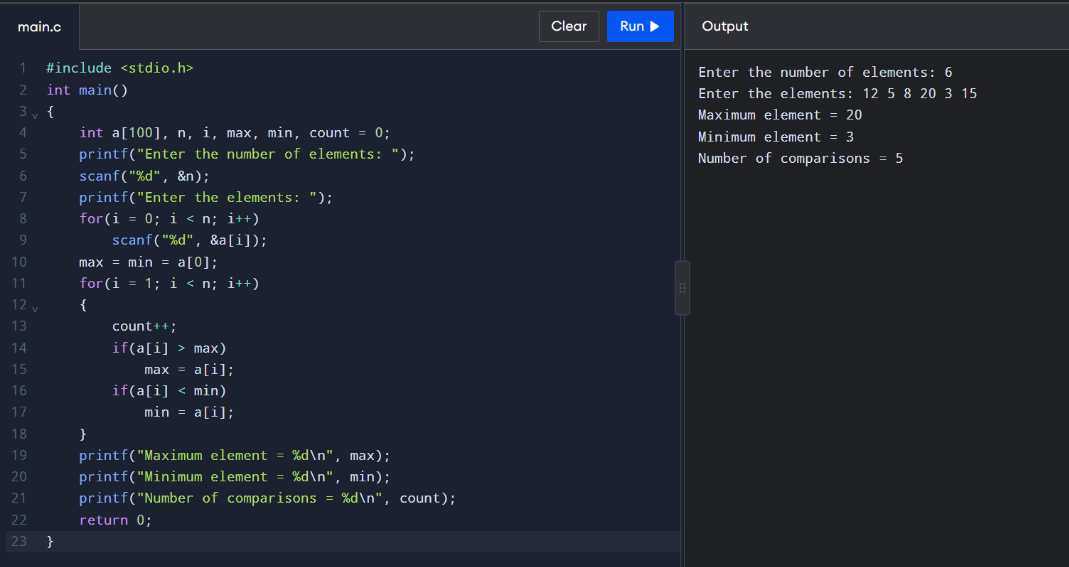 main.c
Clear
Run
Output
1 #include <stdio.h>
2 int main()
3 {
4     int a[100], n, i, max, min, count = 0;
5     printf("Enter the number of elements: ");
6     scanf("%d", &n);
7     printf("Enter the elements: ");
8     for(i = 0; i < n; i++)
9         scanf("%d", &a[i]);
10     max = min = a[0];
11     for(i = 1; i < n; i++)
12     {
13         count++;
14         if(a[i] > max)
15             max = a[i];
16         if(a[i] < min)
17             min = a[i];
18     }
19     printf("Maximum element = %d\n", max);
20     printf("Minimum element = %d\n", min);
21     printf("Number of comparisons = %d\n", count);
22     return 0;
23 }
Enter the number of elements: 6
Enter the elements: 12 5 8 20 3 15
Maximum element = 20
Minimum element = 3
Number of comparisons = 5